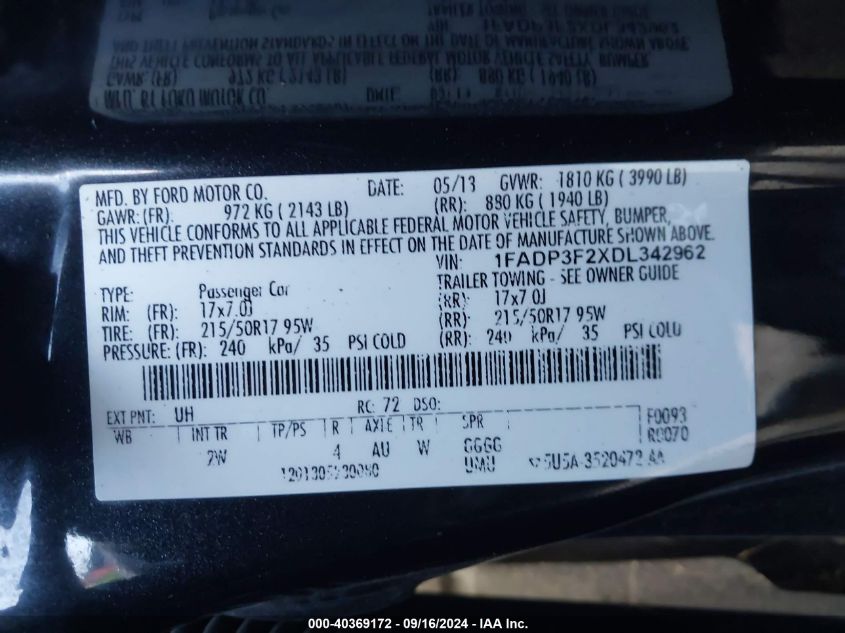 MFD. BY FORD MOTOR CO. DATE: 05/13 GVWR: 1810 KG ( 3990 LB)
GAWR: (FR) 972 KG ( 2143 LB) (RR): 880 KG ( 1940 LB)
THIS VEHICLE CONFORMS TO ALL APPLICABLE FEDERAL MOTOR VEHICLE SAFETY, BUMPER,
AND THEFT PREVENTION STANDARDS IN EFFECT ON THE DATE OF MANUFACTURE SHOWN ABOVE.
VIN: 1FADP3F2XDL342962
TYPE: Passenger Car TRAILER TOWING - SEE OWNER GUIDE
RIM: (FR): 17x7.0J (RR): 17x7.0J
TIRE: (FR): 215/50R17 95W (RR): 215/50R17 95W
PRESSURE: (FR): 240 kPa/ 35 PSI COLD (RR): 240 kPa/ 35 PSI COLD
EXT PNT: UH RC: 72 DSO: F0093
WB INT TR TP/PS R AXLE TR SPR R0070
2W 4 AU W GGGG
UMU 3520472 AA
000-40369172 - 09/16/2024 - IAA Inc.